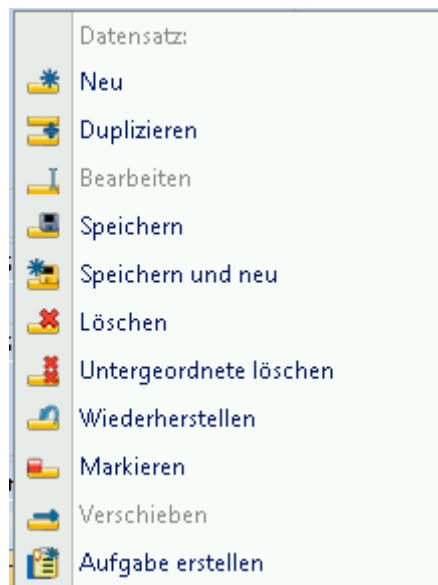 Datensatz:
Neu
Duplizieren
Bearbeiten
Speichern
Speichern und neu
Löschen
Untergeordnete löschen
Wiederherstellen
Markieren
Verschieben
Aufgabe erstellen